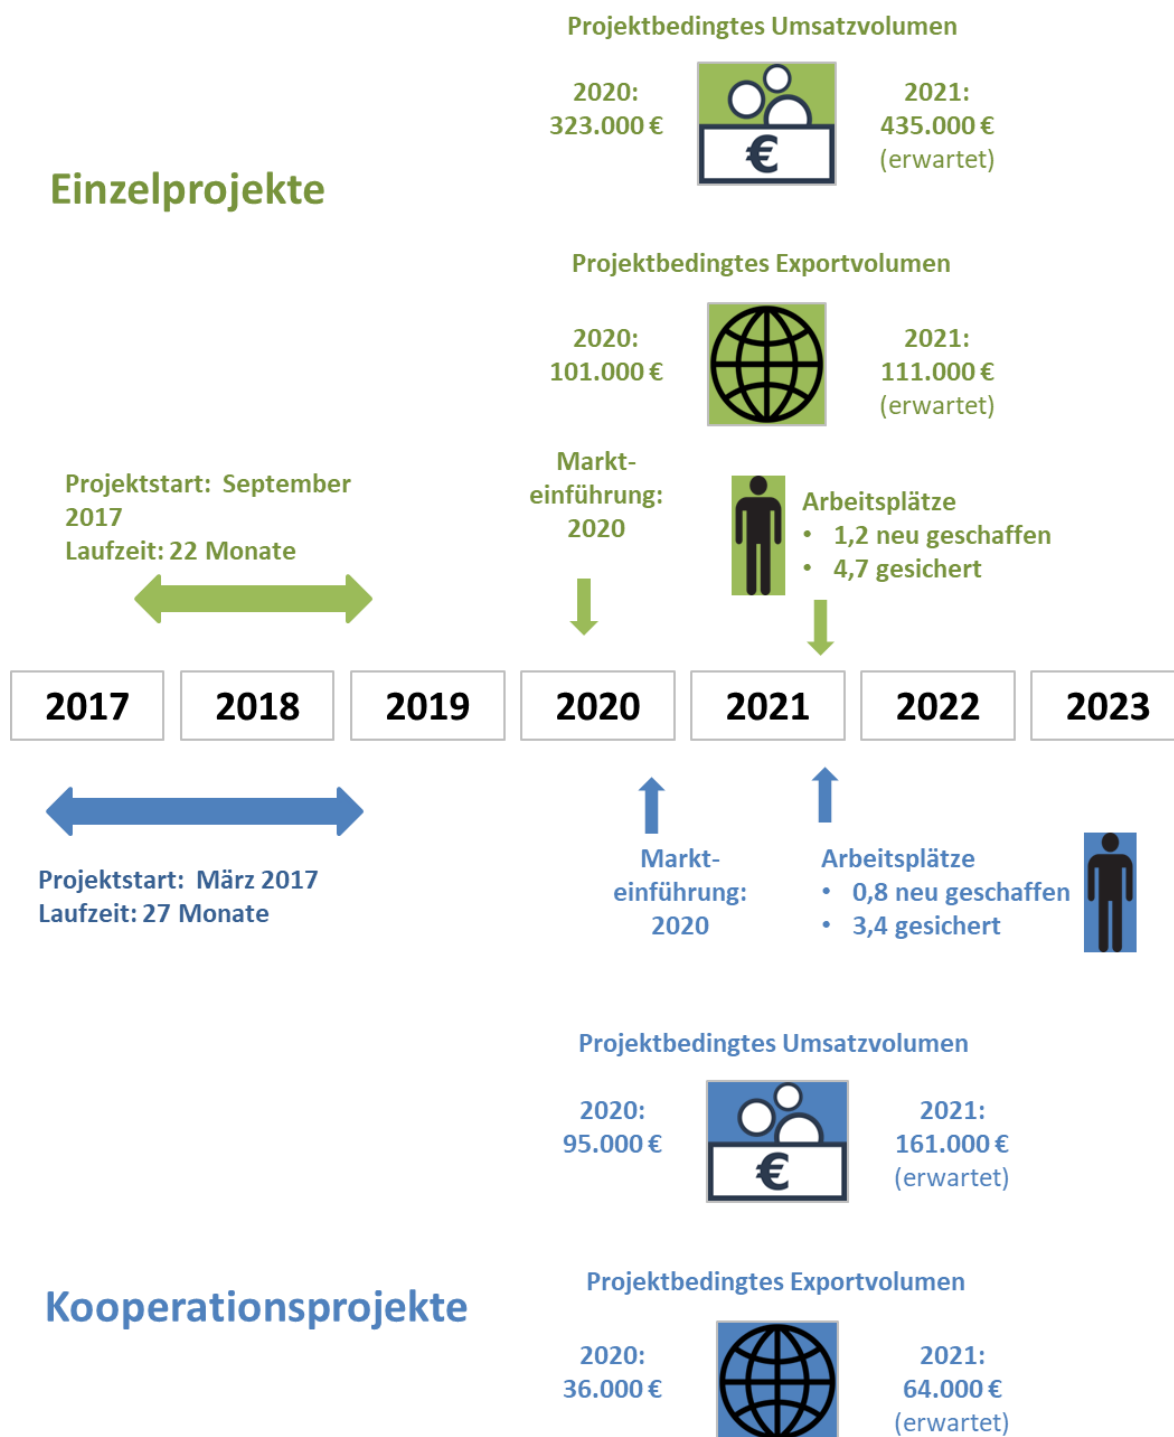 Projektbedingtes Umsatzvolumen
2020:
323.000 €
€
2021:
435.000 €
(erwartet)
Einzelprojekte
Projektbedingtes Exportvolumen
2020:
101.000 €
2021:
111.000 €
(erwartet)
Projektstart: September
2017
Laufzeit: 22 Monate
Markt-
einführung:
2020
Arbeitsplätze
• 1,2 neu geschaffen
• 4,7 gesichert
2017 2018 2019 2020 2021 2022 2023
Projektstart: März 2017
Laufzeit: 27 Monate
Markt-
einführung:
2020
Arbeitsplätze
• 0,8 neu geschaffen
• 3,4 gesichert
Projektbedingtes Umsatzvolumen
2020:
95.000 €
€
2021:
161.000 €
(erwartet)
Kooperationsprojekte
Projektbedingtes Exportvolumen
2020:
36.000 €
2021:
64.000 €
(erwartet)